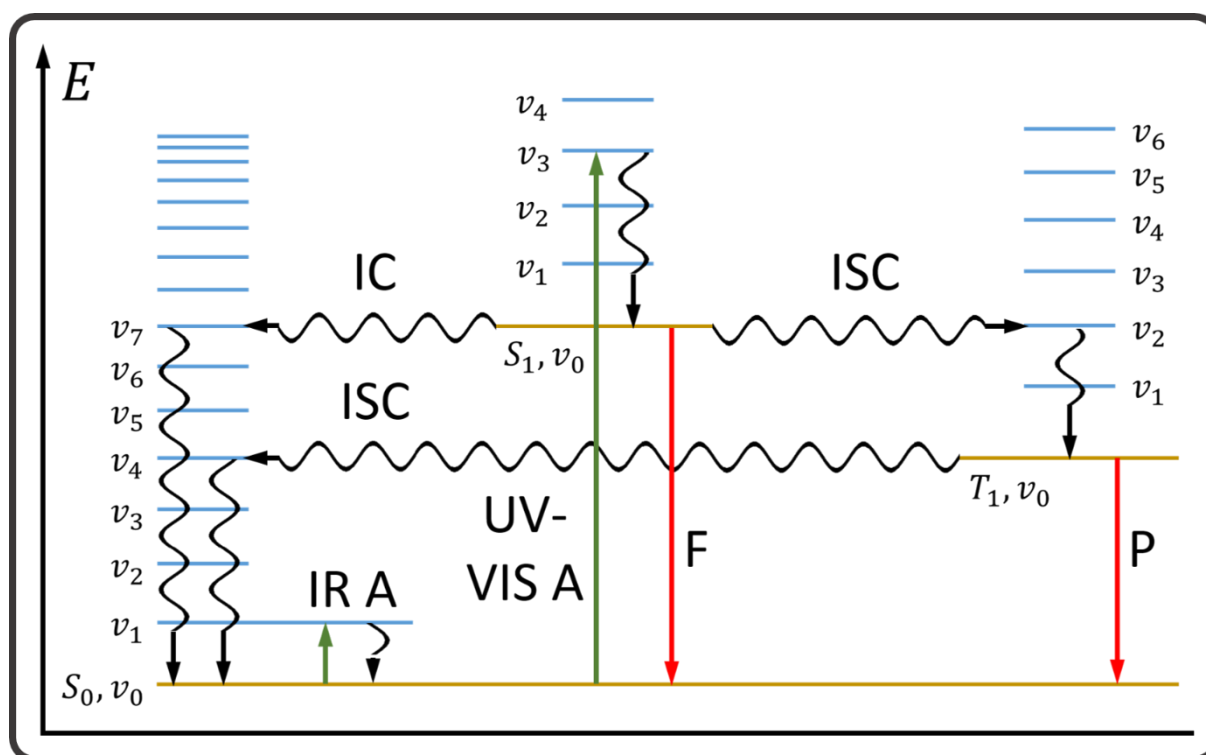 E
v₄
v₃
v₂
v₁
v₆
v₅
v₄
v₃
v₂
v₁
IC
ISC
v₇
v₆
v₅
v₄
v₃
v₂
v₁
S₁, v₀
ISC
T₁, v₀
UV-
VIS A
F
P
IR A
S₀, v₀